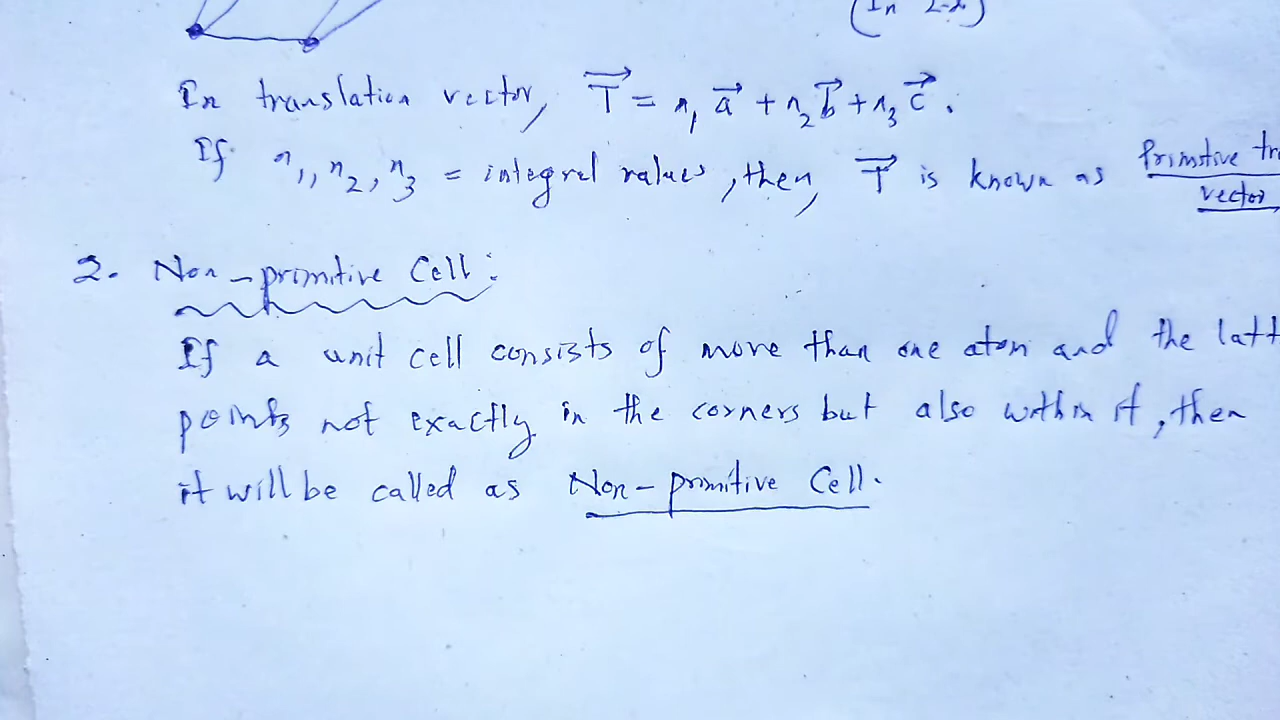 (In 2-d)
In translation vector, T⃗ = n₁ a⃗ + n₂ b⃗ + n₃ c⃗.
If n₁, n₂, n₃ = integral values, then, T⃗ is known as Primitive tr
vector
2. Non-primitive Cell:
If a unit cell consists of more than one atom and the latt
points not exactly in the corners but also within it, then
it will be called as Non-primitive Cell.